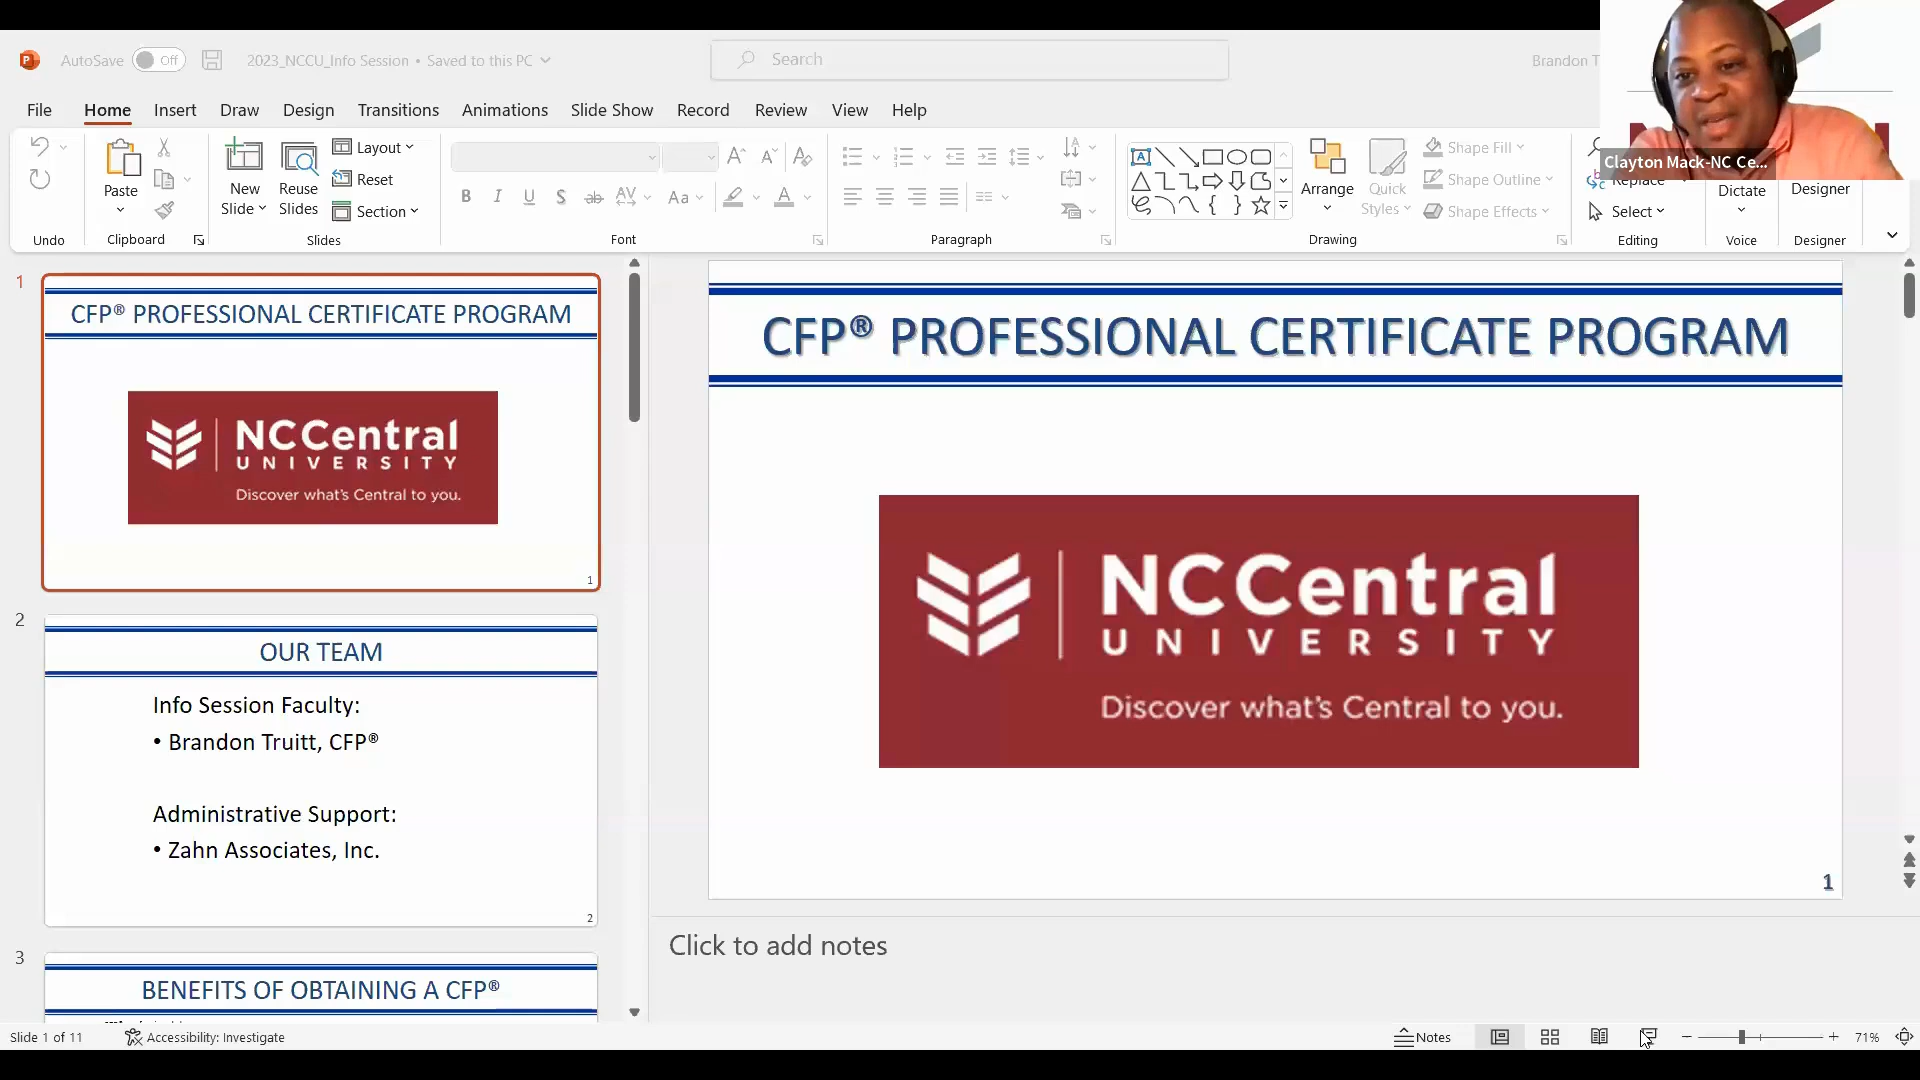 AutoSave Off 2023_NCCU_Info Session • Saved to this PC Search Brandon T
File Home Insert Draw Design Transitions Animations Slide Show Record Review View Help
Clayton Mack-NC Ce...
Paste
New
Slide
Reuse
Slides
Layout
Reset
Section
B I U S ab AV Aa A
Arrange
Quick
Styles
Shape Fill
Shape Outline
Shape Effects
Replace
Select
Dictate
Designer
Undo Clipboard Slides Font Paragraph Drawing Editing Voice Designer
1
CFP® PROFESSIONAL CERTIFICATE PROGRAM
NCCentral
UNIVERSITY
Discover what's Central to you.
1
2
OUR TEAM
Info Session Faculty:
• Brandon Truitt, CFP®
Administrative Support:
• Zahn Associates, Inc.
2
3
BENEFITS OF OBTAINING A CFP®
CFP® PROFESSIONAL CERTIFICATE PROGRAM
NCCentral
UNIVERSITY
Discover what's Central to you.
1
Click to add notes
Slide 1 of 11 Accessibility: Investigate Notes 71%